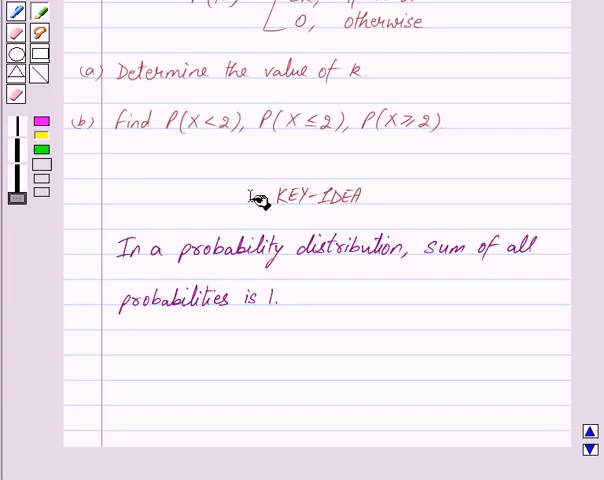 0, otherwise
(a) Determine the value of k.
(b) Find P(X<2), P(X≤2), P(X≥2)
KEY-IDEA
In a probability distribution, sum of all
probabilities is 1.